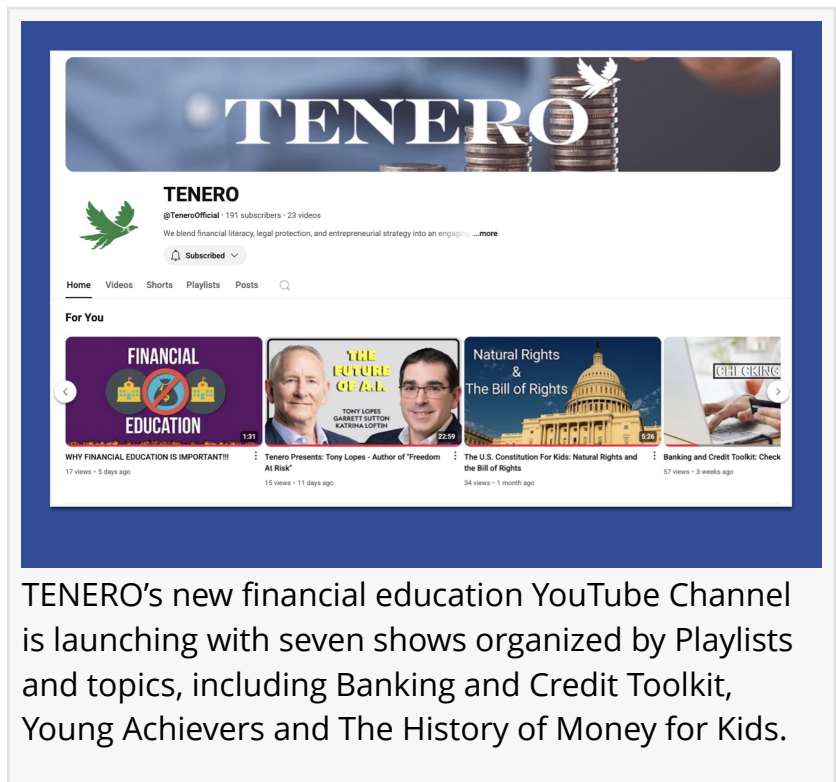 TENERO
TENERO
@TeneroOfficial · 191 subscribers · 23 videos
We blend financial literacy, legal protection, and entrepreneurial strategy into an engaging ...more
Subscribed
Home Videos Shorts Playlists Posts
For You
FINANCIAL
EDUCATION
1:31
THE
FUTURE
OF A.I.
TONY LOPES
GARRETT SUTTON
KATRINA LOFTIN
22:59
Natural Rights
&
The Bill of Rights
5:26
CHECKING
WHY FINANCIAL EDUCATION IS IMPORTANT!!!
17 views • 5 days ago
Tenero Presents: Tony Lopes - Author of "Freedom
At Risk"
15 views • 11 days ago
The U.S. Constitution For Kids: Natural Rights and
the Bill of Rights
34 views • 1 month ago
Banking and Credit Toolkit: Check
57 views • 3 weeks ago
TENERO’s new financial education YouTube Channel
is launching with seven shows organized by Playlists
and topics, including Banking and Credit Toolkit,
Young Achievers and The History of Money for Kids.